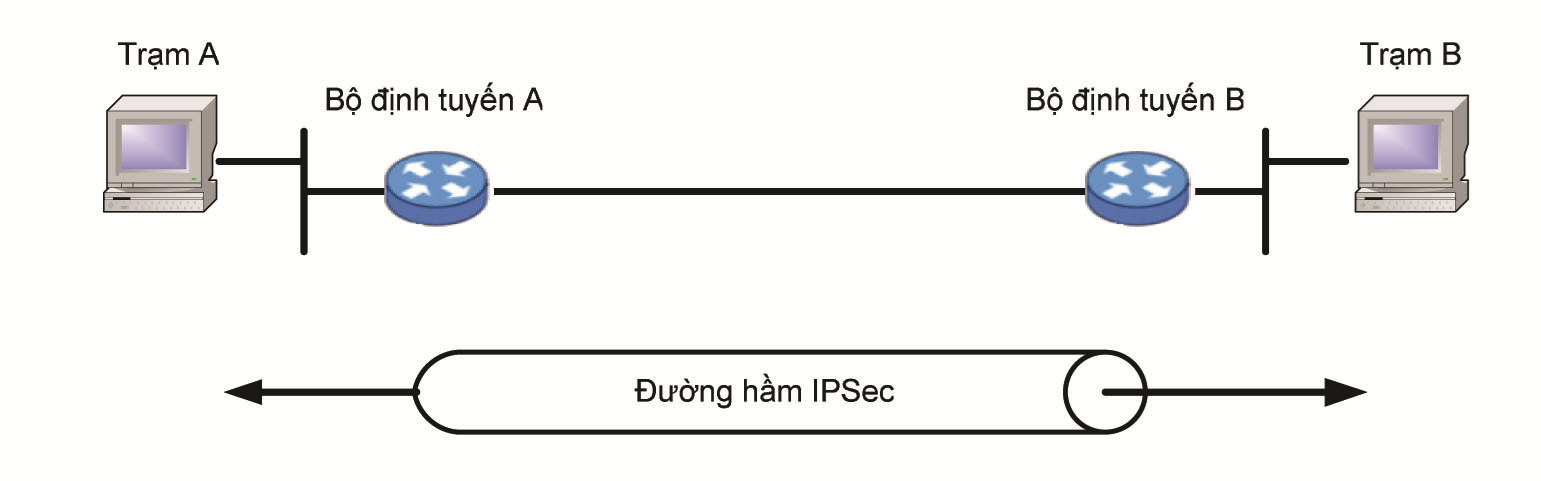 Trạm A
Trạm B
Bộ định tuyến A
Bộ định tuyến B
Đường hầm IPSec